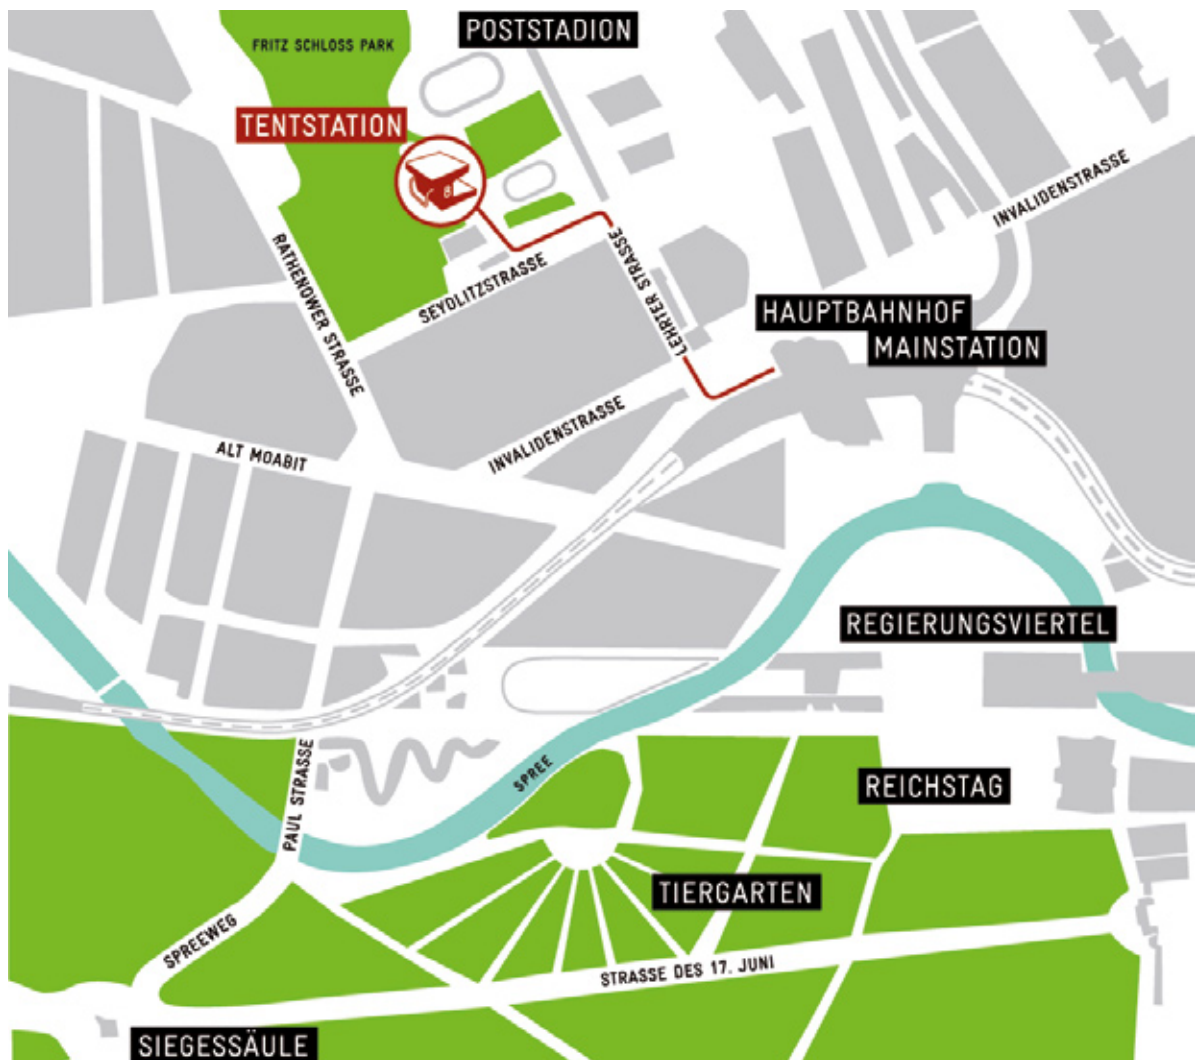 POSTSTADION
FRITZ SCHLOSS PARK
TENTSTATION
INVALIDENSTRASSE
RATHENOWER STRASSE
SEYDLITZSTRASSE
LEHRTER STRASSE
HAUPTBAHNHOF
MAINSTATION
INVALIDENSTRASSE
ALT MOABIT
REGIERUNGSVIERTEL
PAUL STRASSE
SPREE
REICHSTAG
TIERGARTEN
SPREEWEG
STRASSE DES 17. JUNI
SIEGESSÄULE